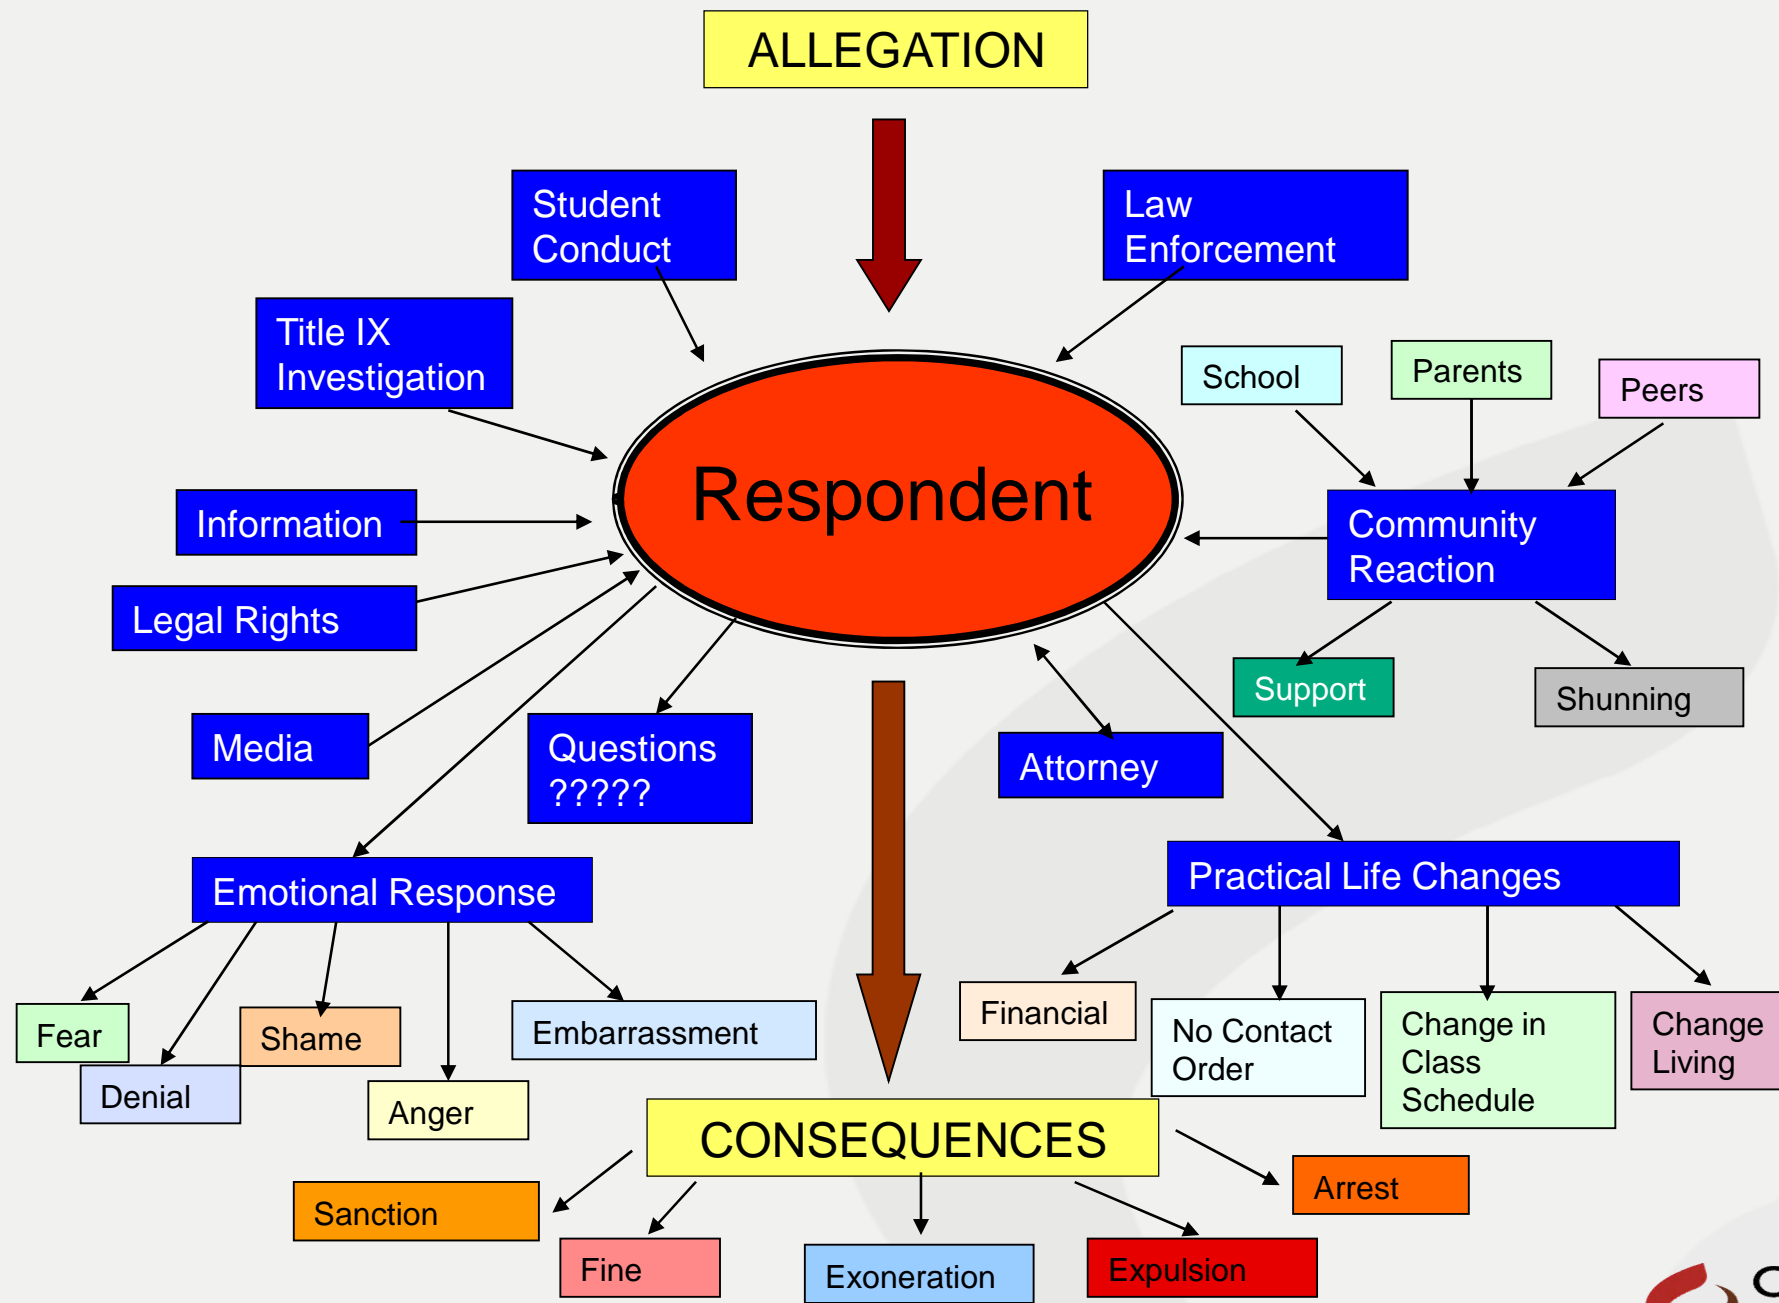 ALLEGATION
Student
Conduct
Law
Enforcement
Title IX
Investigation
School
Parents
Peers
Respondent
Information
Community
Reaction
Legal Rights
Support
Shunning
Media
Questions
?????
Attorney
Emotional Response
Practical Life Changes
Fear
Shame
Embarrassment
Denial
Anger
Financial
No Contact
Order
Change in
Class
Schedule
Change
Living
CONSEQUENCES
Sanction
Arrest
Fine
Exoneration
Expulsion